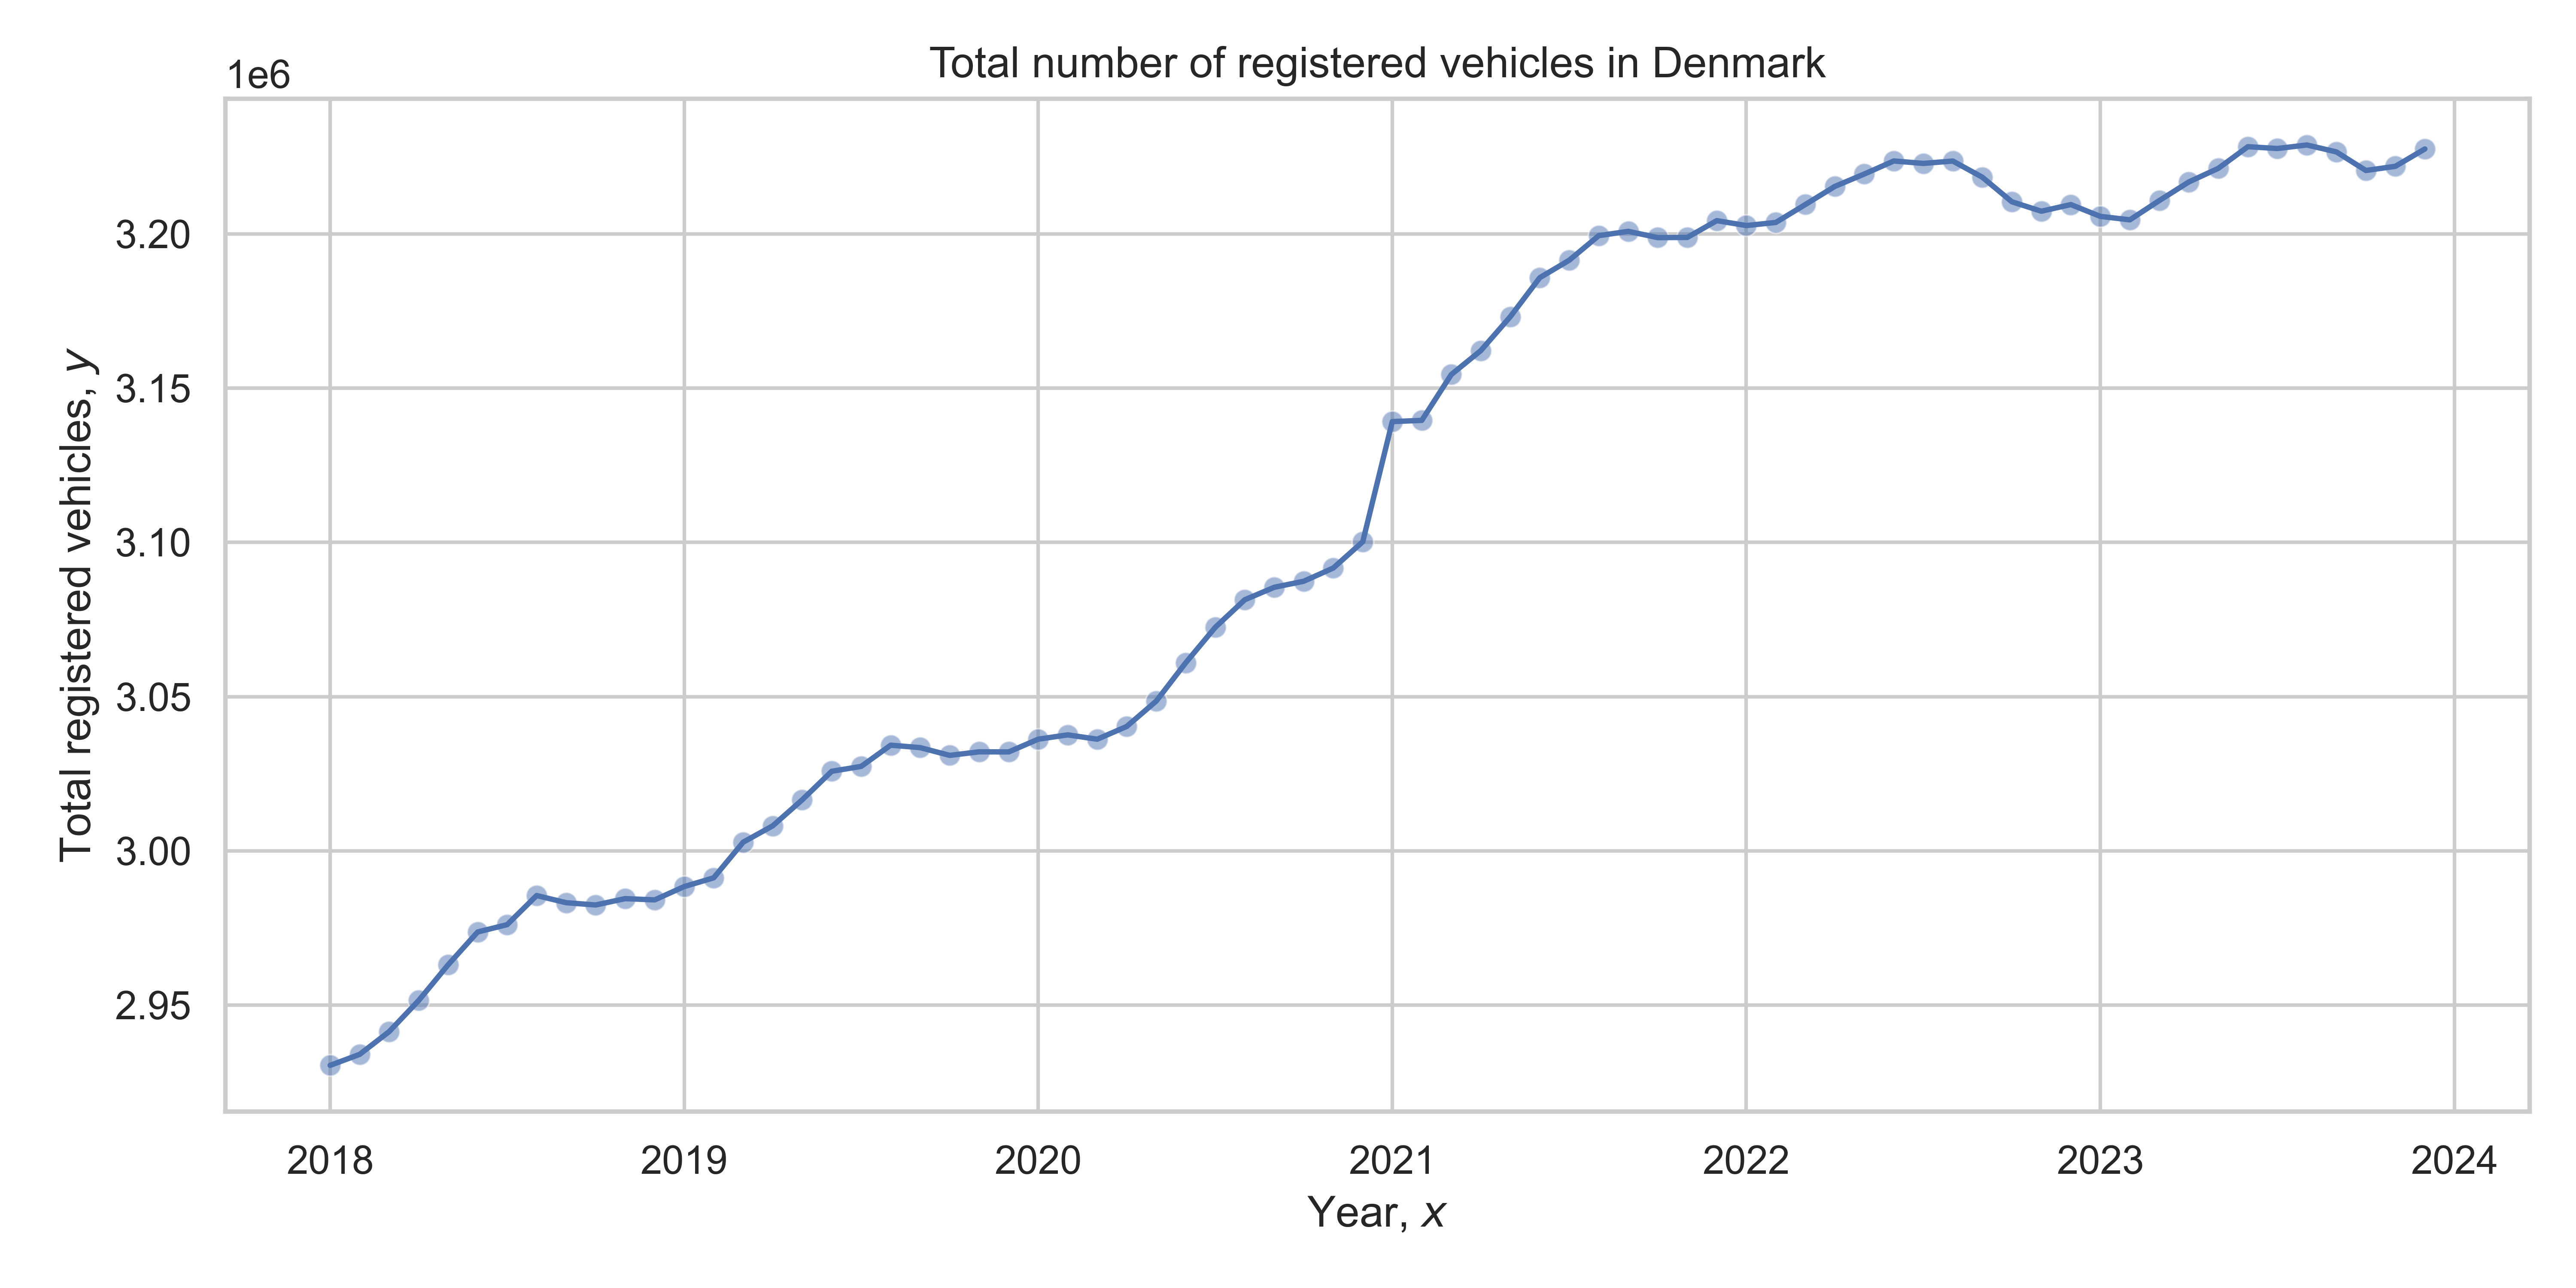 Total number of registered vehicles in Denmark
1e6
3.20
3.15
3.10
3.05
3.00
2.95
Total registered vehicles, y
2018 2019 2020 2021 2022 2023 2024
Year, x